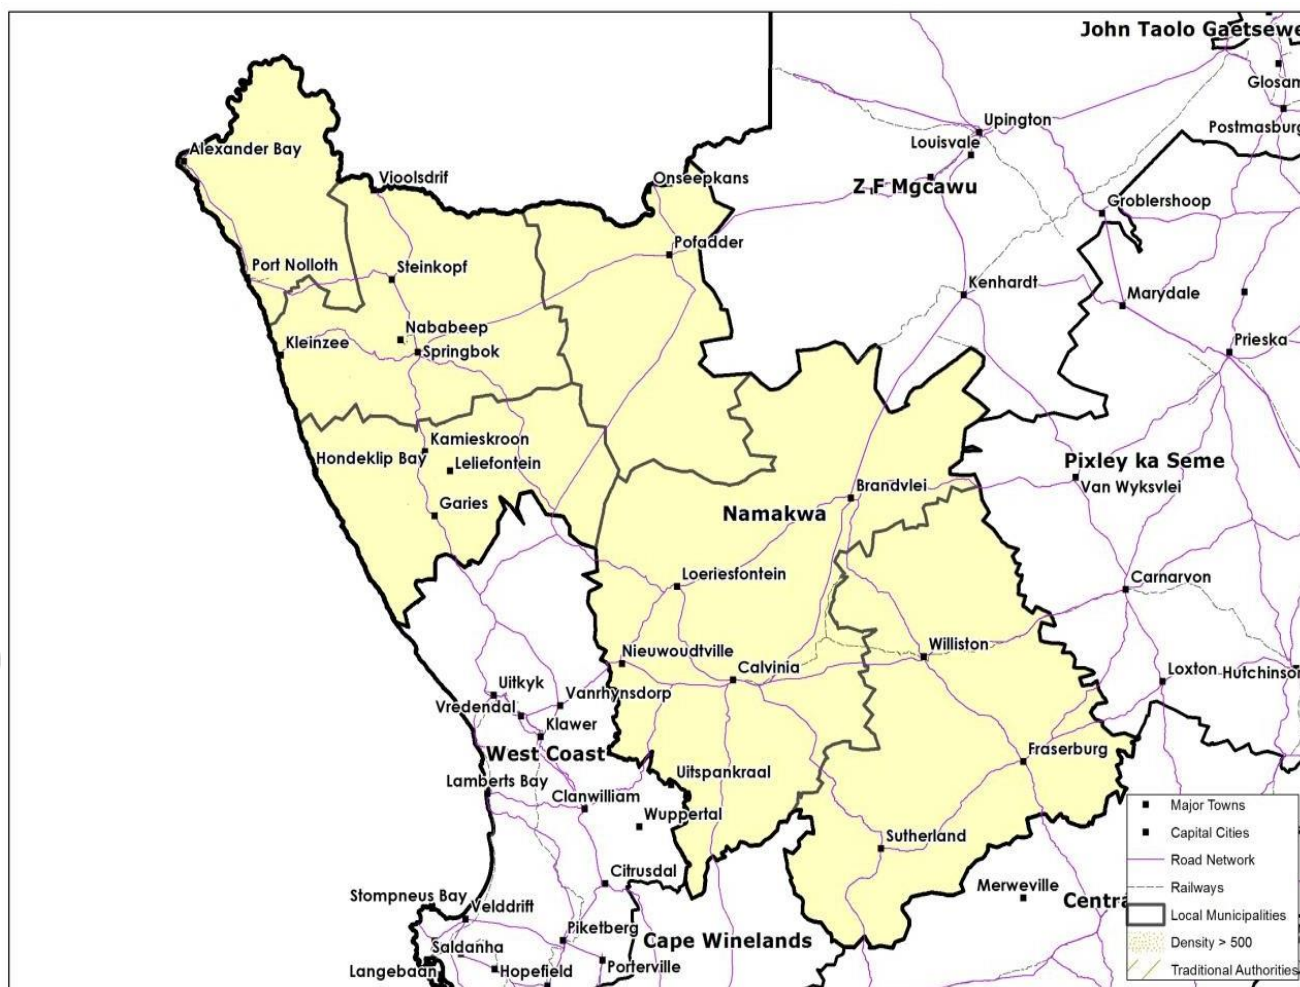 John Taolo Gaetsewe
Glosam
Postmasburg
Upington
Louisvale
Z F Mgcawu
Groblershoop
Alexander Bay
Vioolsdrif
Onseepkans
Pofadder
Port Nolloth
Steinkopf
Kenhardt
Marydale
Nababeep
Kleinzee
Springbok
Prieska
Kamieskroon
Hondeklip Bay
Leliefontein
Garies
Pixley ka Seme
Van Wyksvlei
Brandvlei
Namakwa
Loeriesfontein
Carnarvon
Nieuwoudtville
Williston
Calvinia
Loxton
Hutchinson
Uitkyk
Vanrhynsdorp
Vredendal
Klawer
West Coast
Fraserburg
Lamberts Bay
Uitspankraal
Clanwilliam
Wuppertal
Sutherland
Citrusdal
Merweville
Centra
Stompneus Bay
Velddrift
Piketberg
Cape Winelands
Saldanha
Langebaan
Hopefield
Porterville
Major Towns
Capital Cities
Road Network
Railways
Local Municipalities
Density > 500
Traditional Authorities